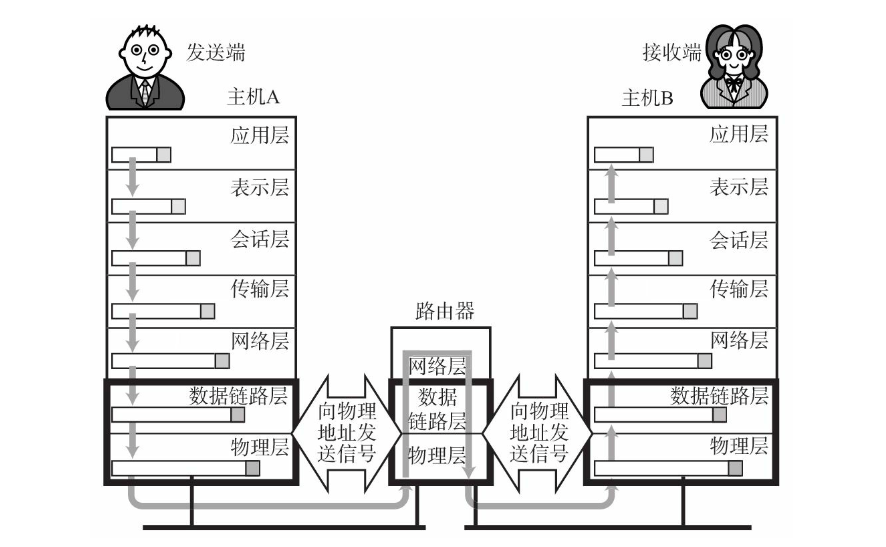 发送端
接收端
主机A
主机B
应用层
表示层
会话层
传输层
网络层
数据链路层
物理层
向物理
地址发
送信号
路由器
网络层
数据
链路层
物理层
向物理
地址发
送信号
应用层
表示层
会话层
传输层
网络层
数据链路层
物理层